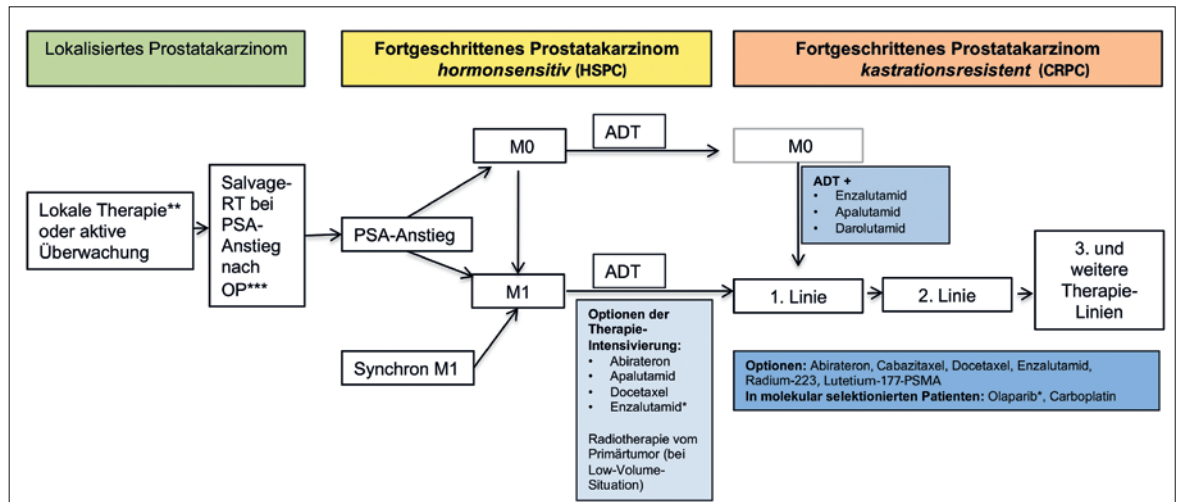 Lokalisiertes Prostatakarzinom
Fortgeschrittenes Prostatakarzinom
hormonsensitiv (HSPC)
Fortgeschrittenes Prostatakarzinom
kastrationsresistent (CRPC)
Lokale Therapie**
oder aktive
Überwachung
Salvage-
RT bei
PSA-
Anstieg
nach
OP***
PSA-Anstieg
Synchron M1
M0
M1
ADT
ADT
Optionen der
Therapie-
Intensivierung:
• Abirateron
• Apalutamid
• Docetaxel
• Enzalutamid*
Radiotherapie vom
Primärtumor (bei
Low-Volume-
Situation)
M0
ADT +
• Enzalutamid
• Apalutamid
• Darolutamid
1. Linie
2. Linie
3. und
weitere
Therapie-
Linien
Optionen: Abirateron, Cabazitaxel, Docetaxel, Enzalutamid,
Radium-223, Lutetium-177-PSMA
In molekular selektionierten Patienten: Olaparib*, Carboplatin